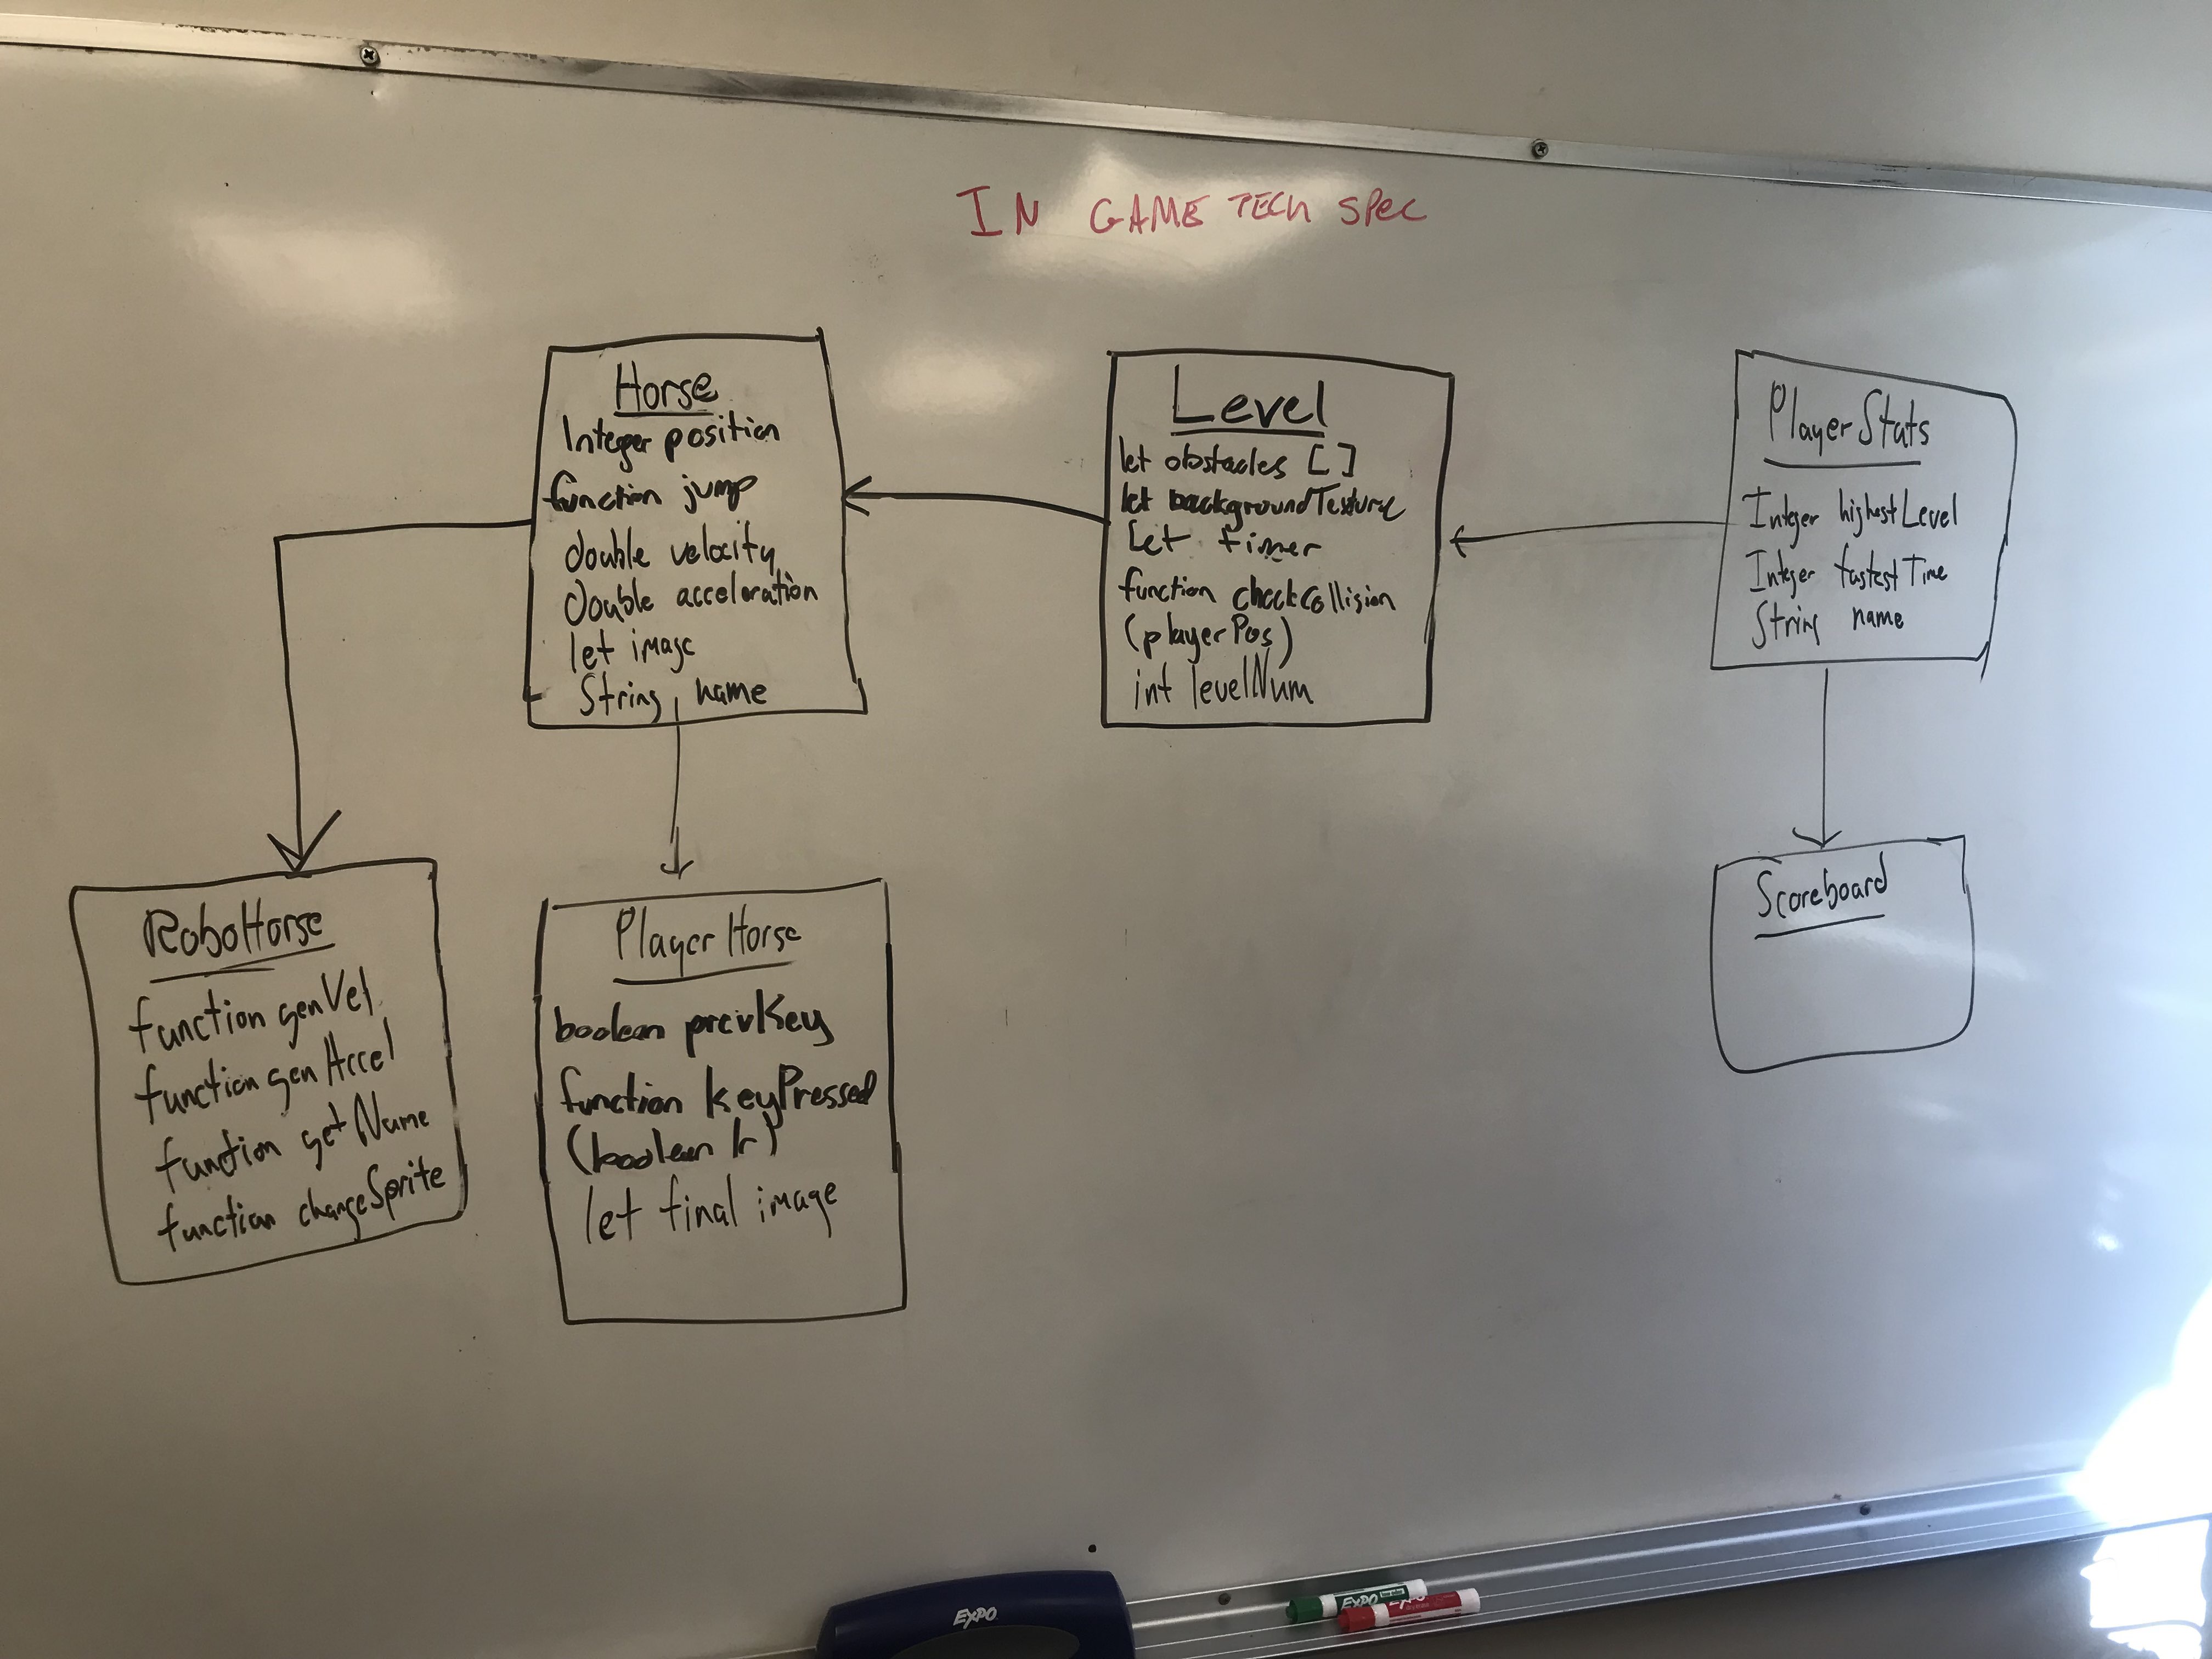 IN GAME TECH SPEC
Horse
Integer position
function jump
double velocity
double acceleration
let image
String name
Level
let obstacles []
let backgroundTexture
Let timer
function checkCollision
(playerPos)
int levelNum
PlayerStats
Integer highestLevel
Integer fastestTime
String name
RoboHorse
function genVel
function genAccel
function getName
function changeSprite
PlayerHorse
boolean prevKey
function keyPressed
(boolean lr)
let final image
Scoreboard
EXPO
EXPO
EXPO